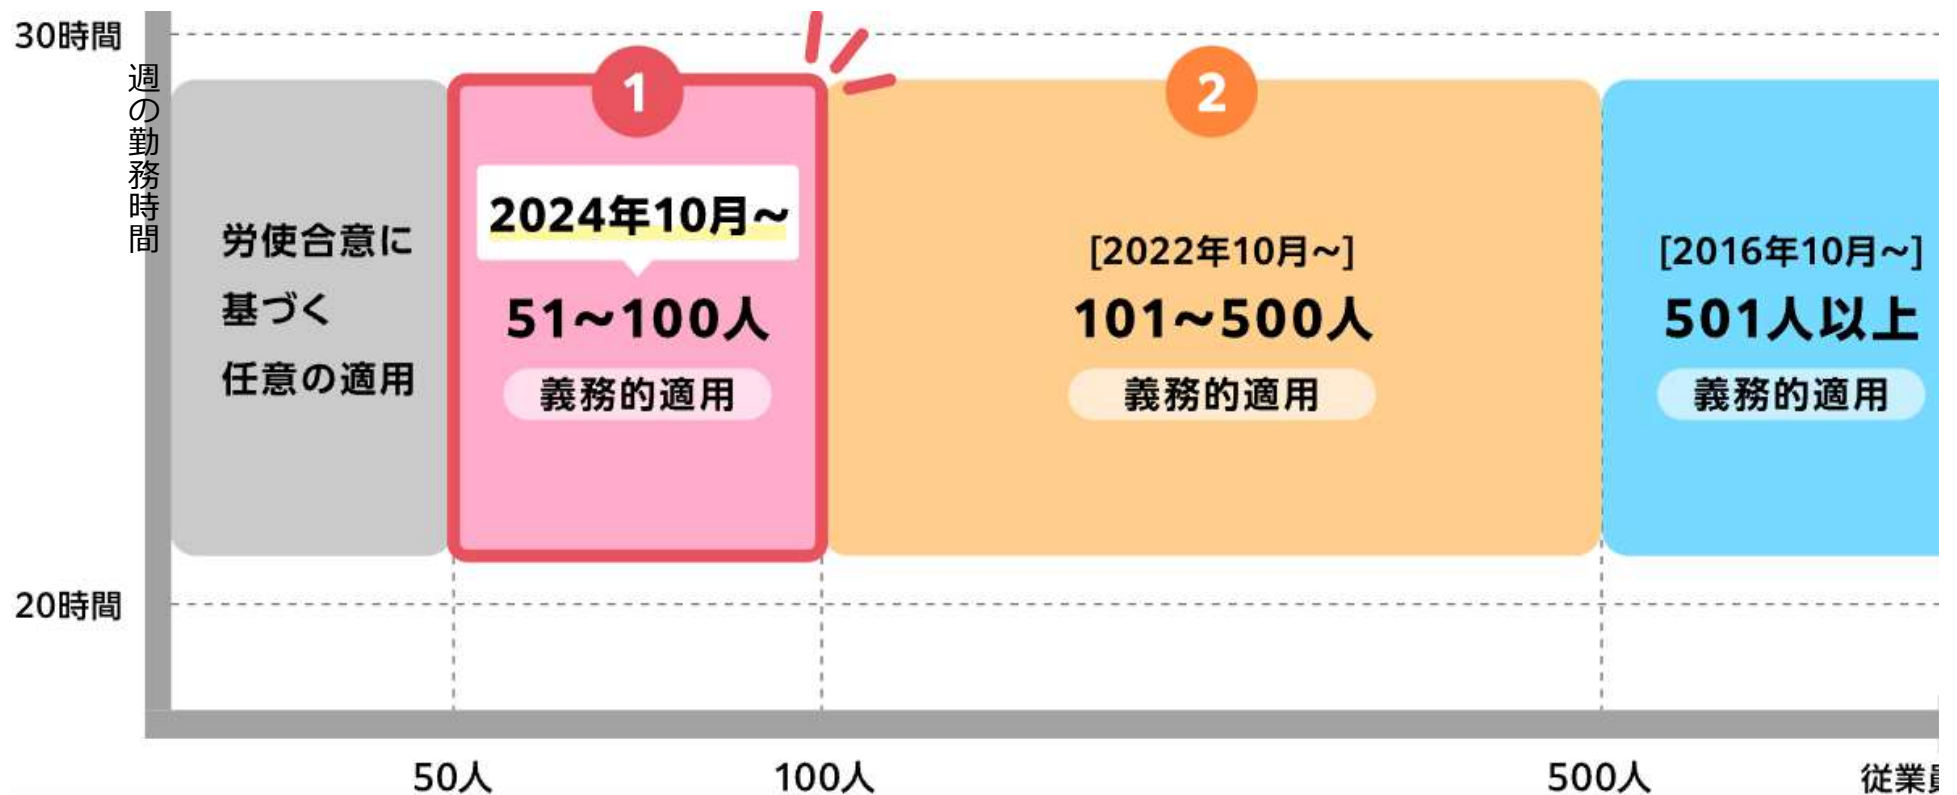 30時間
週の勤務時間
1
2
2024年10月～
労使合意に
基づく
任意の適用
51～100人
義務的適用
[2022年10月～]
101～500人
義務的適用
[2016年10月～]
501人以上
義務的適用
20時間
50人
100人
500人
従業員